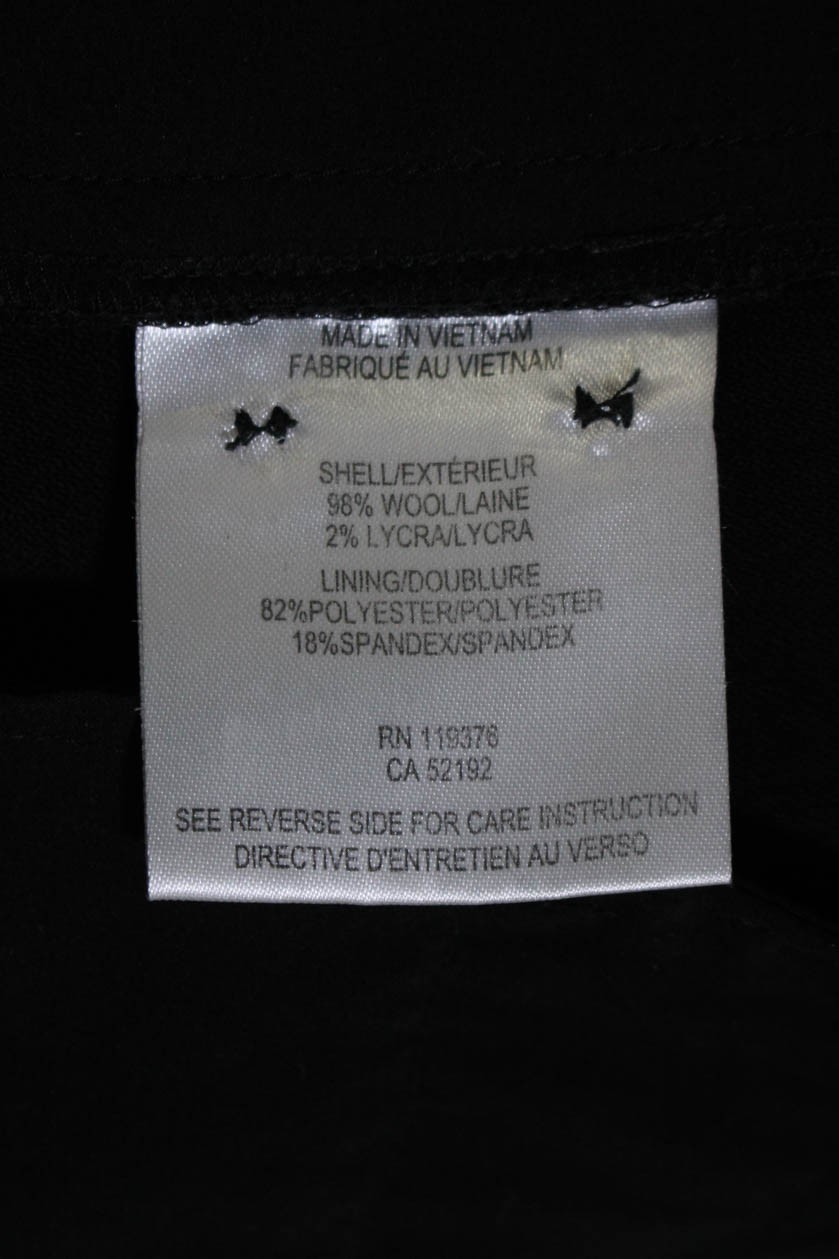 MADE IN VIETNAM
FABRIQUÉ AU VIETNAM
SHELL/EXTÉRIEUR
98% WOOL/LAINE
2% LYCRA/LYCRA
LINING/DOUBLURE
82%POLYESTER/POLYESTER
18%SPANDEX/SPANDEX
RN 119376
CA 52192
SEE REVERSE SIDE FOR CARE INSTRUCTION
DIRECTIVE D'ENTRETIEN AU VERSO